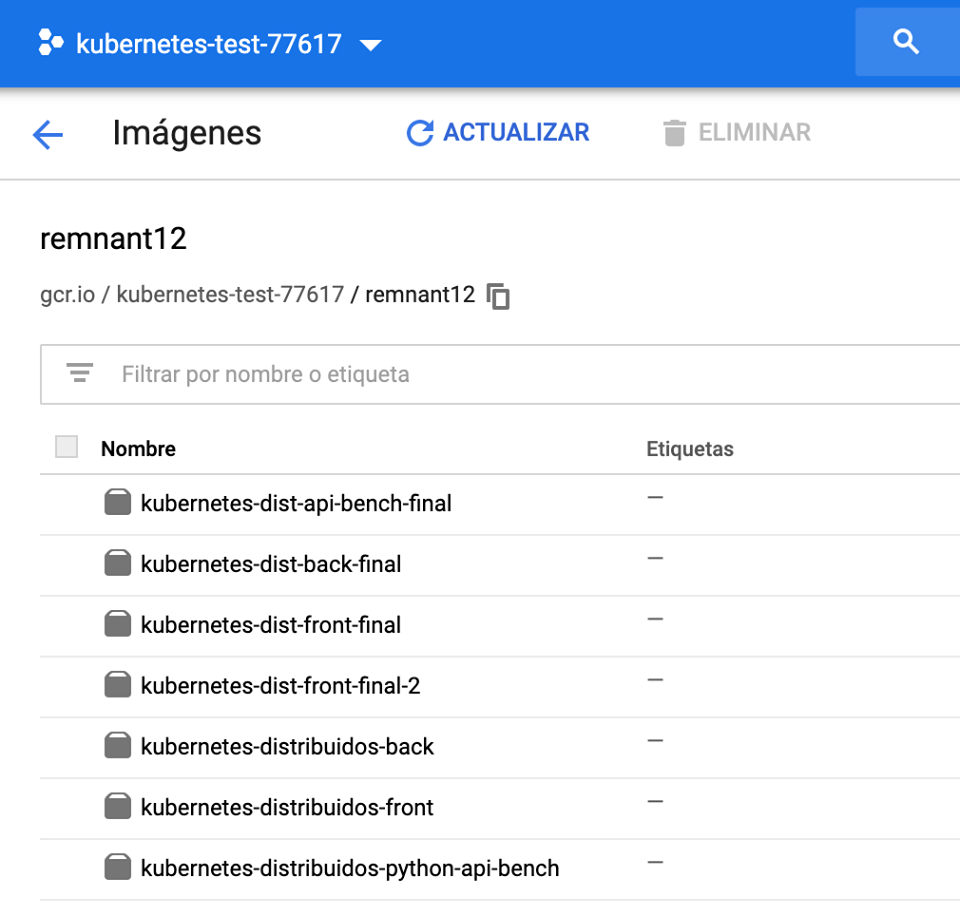 kubernetes-test-77617
Imágenes ACTUALIZAR ELIMINAR
remnant12
gcr.io / kubernetes-test-77617 / remnant12
Filtrar por nombre o etiqueta
Nombre Etiquetas
kubernetes-dist-api-bench-final —
kubernetes-dist-back-final —
kubernetes-dist-front-final —
kubernetes-dist-front-final-2 —
kubernetes-distribuidos-back —
kubernetes-distribuidos-front —
kubernetes-distribuidos-python-api-bench —